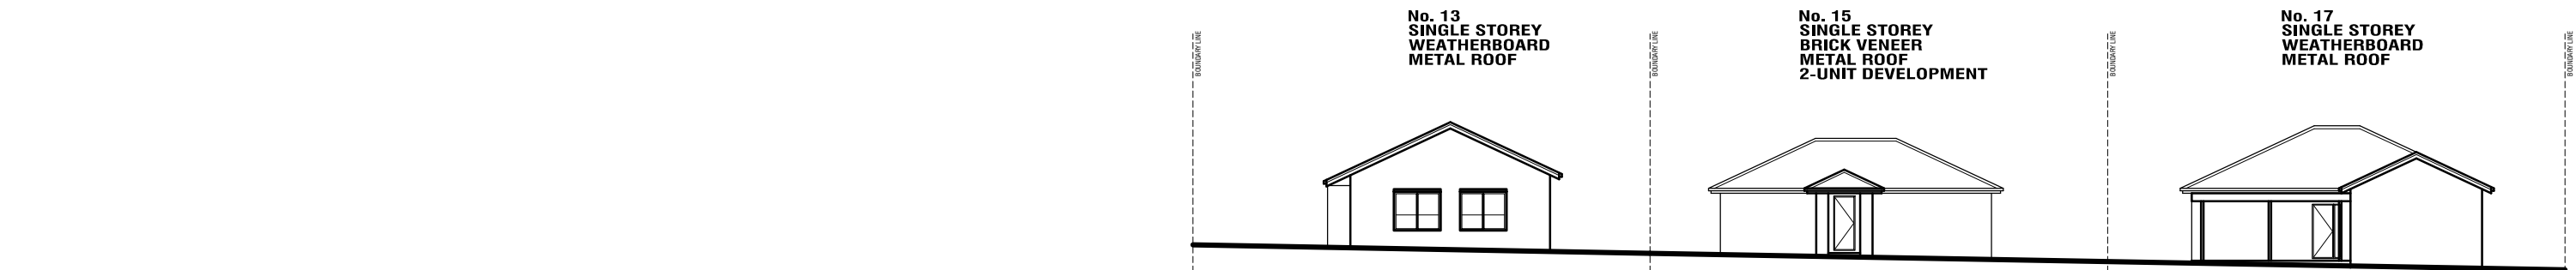 No. 13
SINGLE STOREY
WEATHERBOARD
METAL ROOF
No. 15
SINGLE STOREY
BRICK VENEER
METAL ROOF
2-UNIT DEVELOPMENT
No. 17
SINGLE STOREY
WEATHERBOARD
METAL ROOF
BOUNDARY LINE
BOUNDARY LINE
BOUNDARY LINE
BOUNDARY LINE